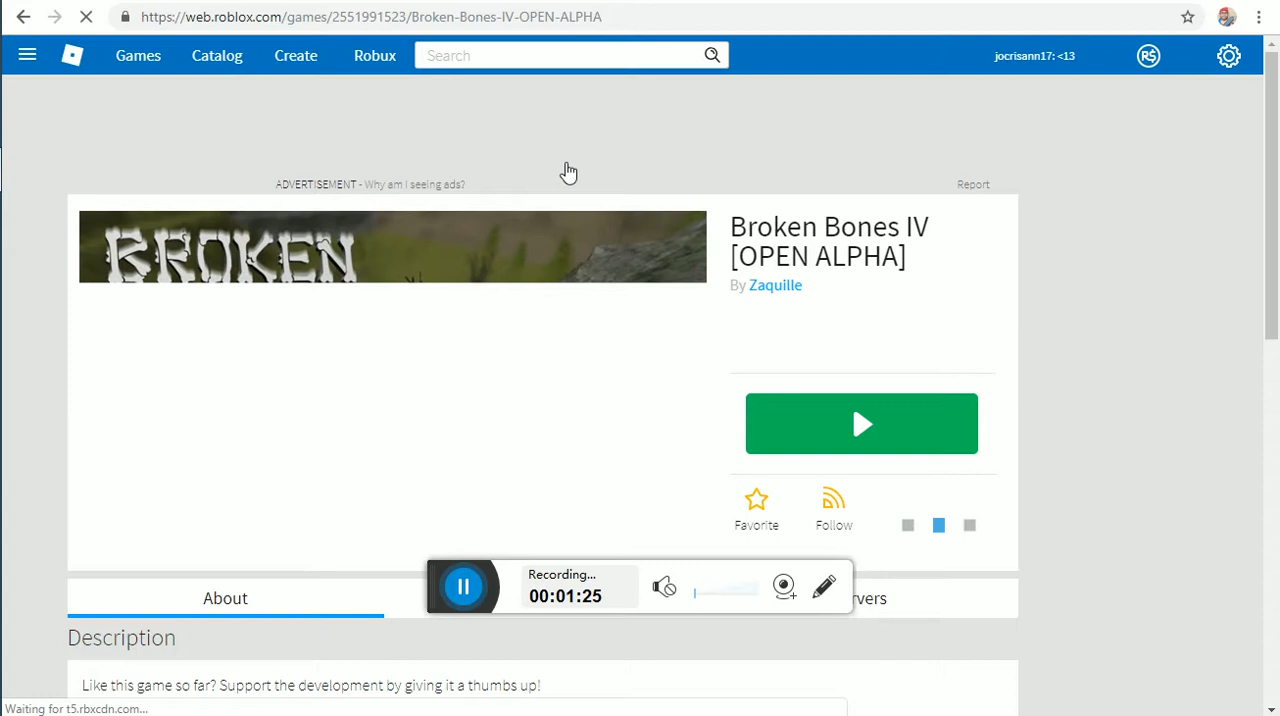 https://web.roblox.com/games/2551991523/Broken-Bones-IV-OPEN-ALPHA
Games Catalog Create Robux Search jocrisann17: <13
ADVERTISEMENT - Why am I seeing ads? Report
BROKEN
Broken Bones IV
[OPEN ALPHA]
By Zaquille
Favorite Follow
Recording...
00:01:25
About rvers
Description
Like this game so far? Support the development by giving it a thumbs up!
Waiting for t5.rbxcdn.com...